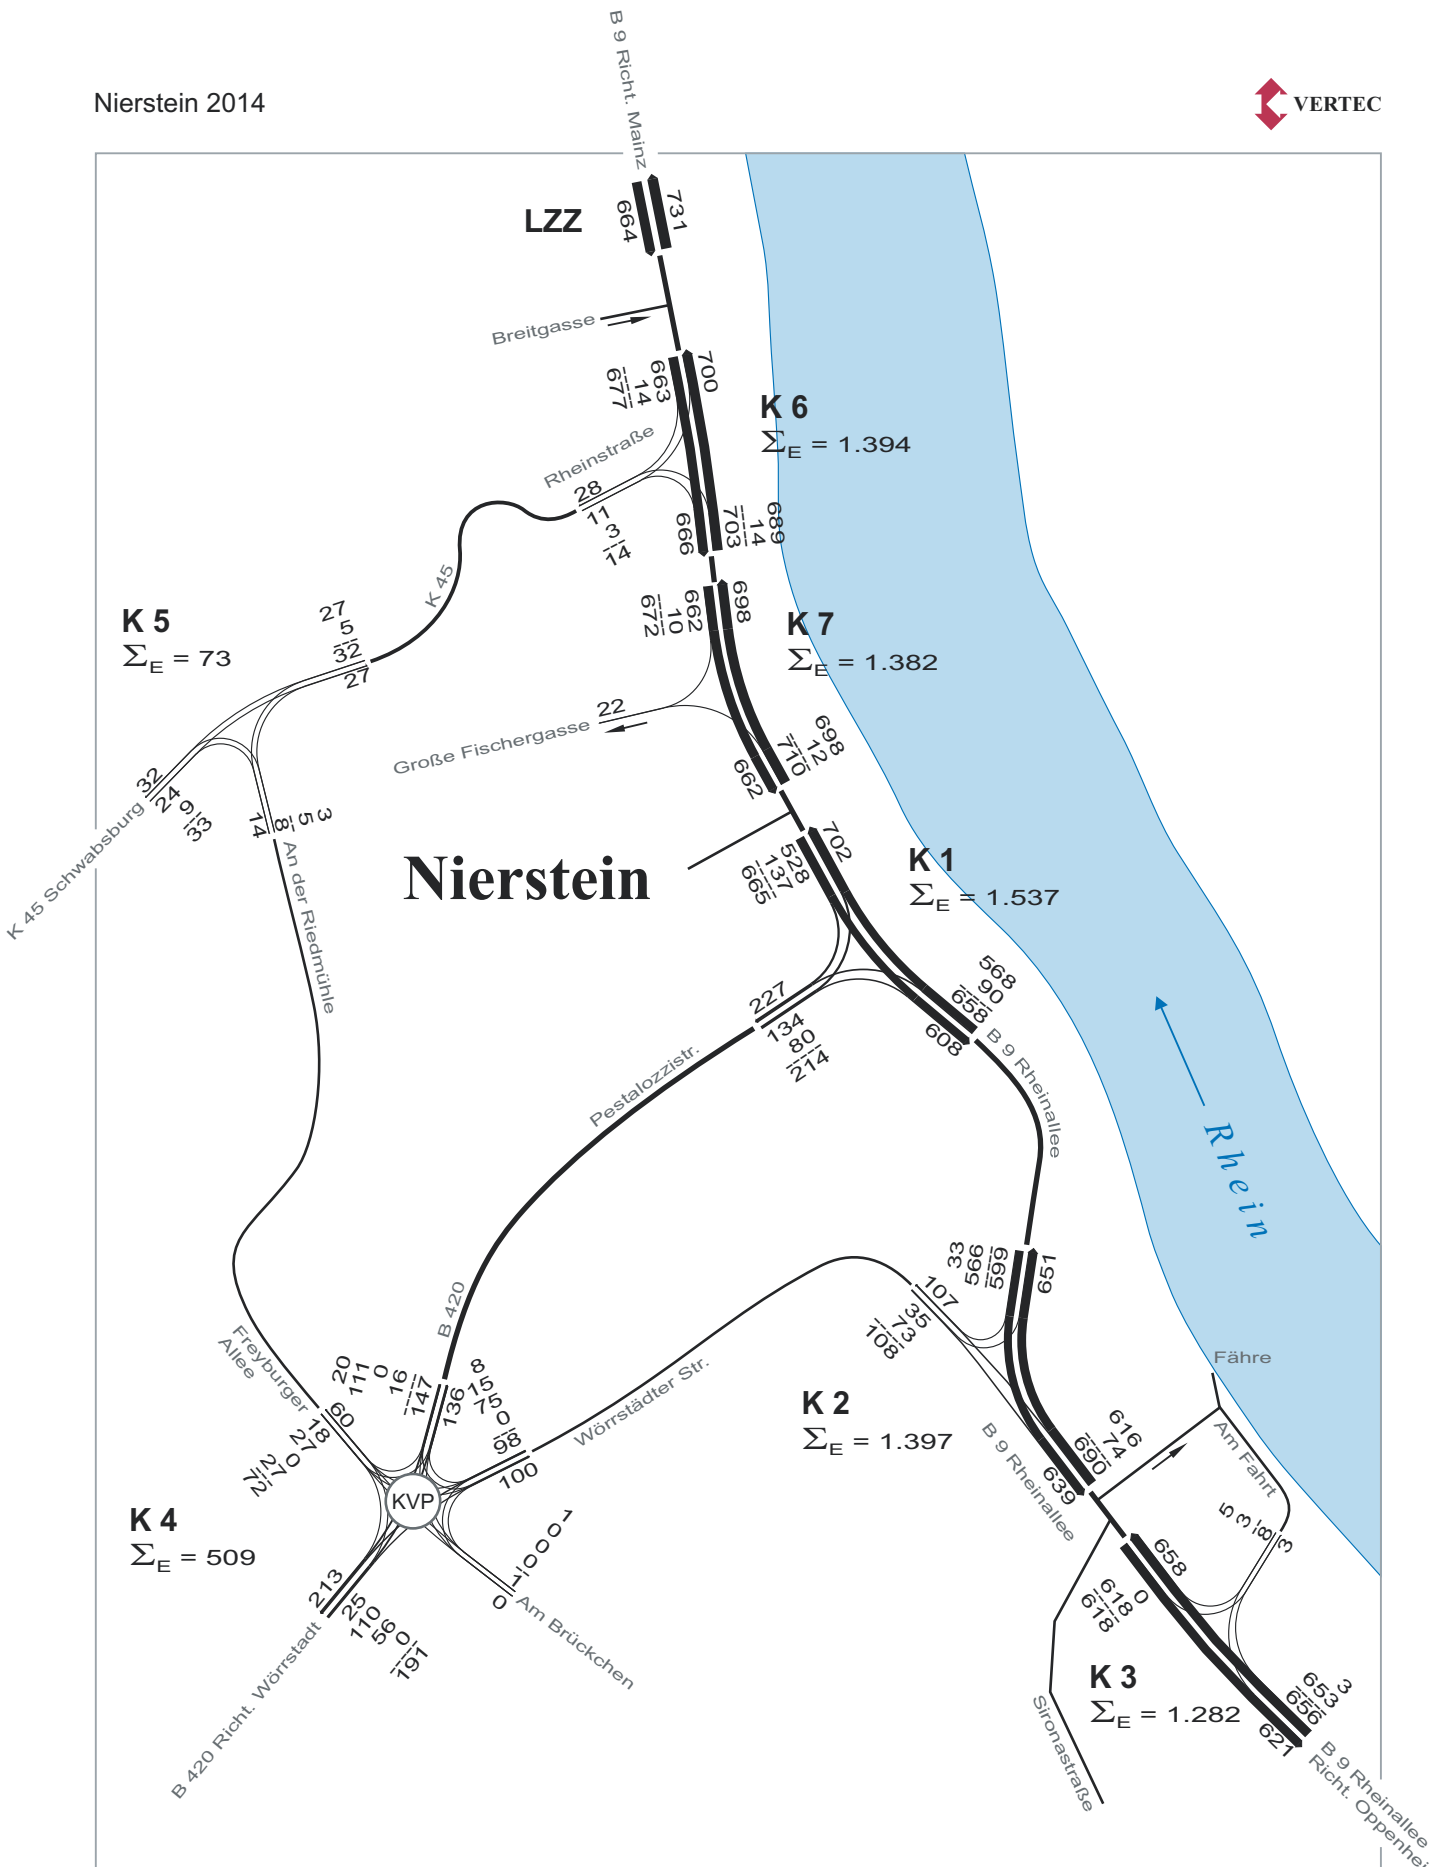 B 9 Richt. Mainz
Nierstein 2014
VERTEC
LZZ
664
731
Breitgasse
663
14
677
700
K 6
ΣE = 1.394
Rheinstraße
28
11
3
14
666
703
14
689
K 45
K 5
ΣE = 73
27
5
32
27
662
10
672
698
K 7
ΣE = 1.382
22
Große Fischergasse
698
12
710
662
32
24
9
33
K 45 Schwabsburg
14
8
5
3
An der Riedmühle
Nierstein
702
528
137
665
K 1
ΣE = 1.537
568
90
658
608
B 9 Rheinallee
227
134
80
214
Pestalozzistr.
Rhein
33
566
599
651
107
35
73
108
B 420
Freyburger
Allee
20
111
0
16
147
136
8
15
75
0
98
100
Wörrstädter Str.
60
18
27
0
27
72
KVP
K 4
ΣE = 509
K 2
ΣE = 1.397
B 9 Rheinallee
616
74
690
639
Fähre
Am Fahrt
5
3
8
3
658
0
618
618
213
25
110
56
0
191
B 420 Richt. Wörrstadt
1
0
0
0
1
0
Am Brückchen
K 3
ΣE = 1.282
Sironastraße
3
653
656
621
B 9 Rheinallee
Richt. Oppenhei